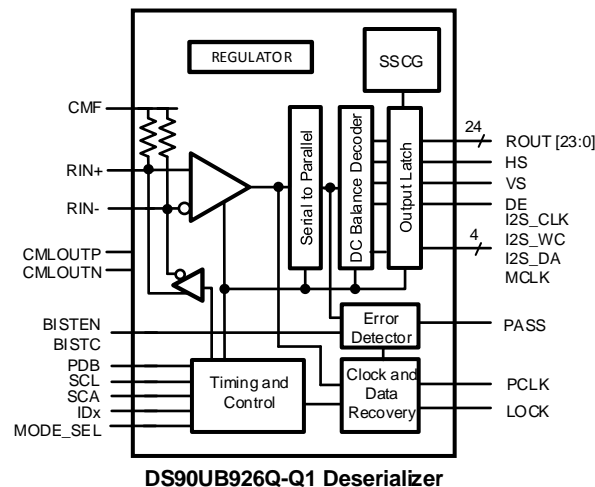 REGULATOR
SSCG
CMF
RIN+
RIN-
CMLOUTP
CMLOUTN
BISTEN
BISTC
PDB
SCL
SCA
IDx
MODE_SEL
Serial to Parallel
DC Balance Decoder
Output Latch
Error
Detector
Timing and
Control
Clock and
Data
Recovery
24
ROUT [23:0]
HS
VS
DE
I2S_CLK
4
I2S_WC
I2S_DA
MCLK
PASS
PCLK
LOCK
DS90UB926Q-Q1 Deserializer